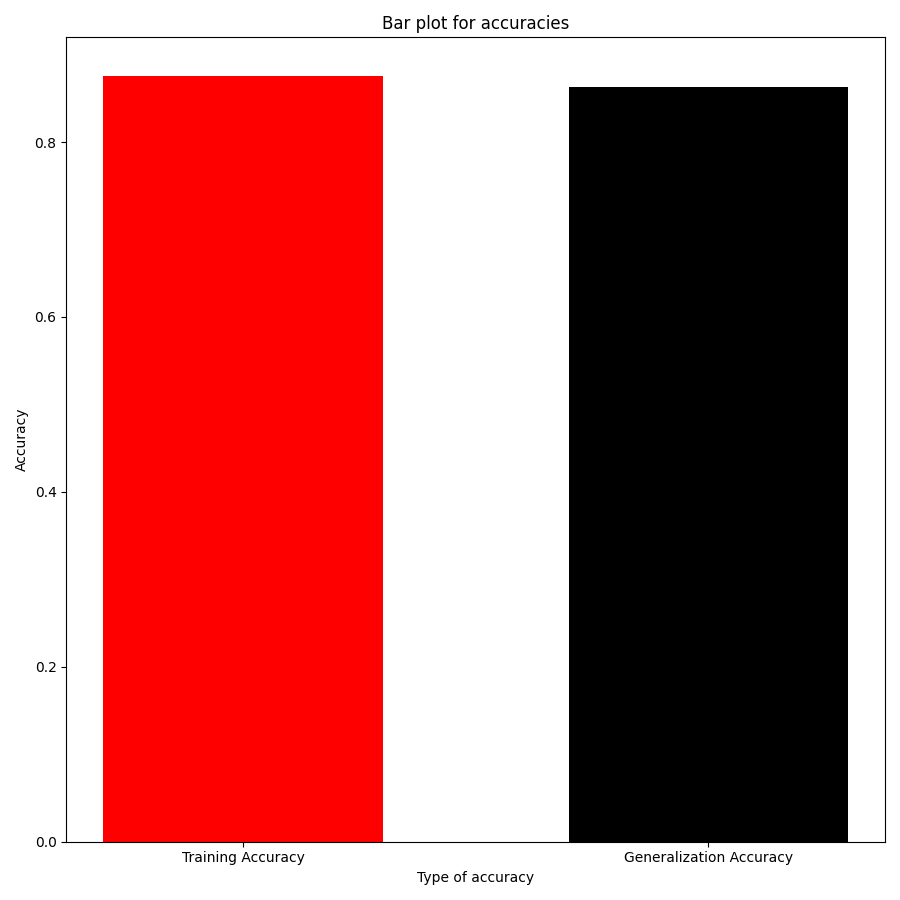 Bar plot for accuracies
0.8
0.6
0.4
0.2
0.0
Accuracy
Training Accuracy
Generalization Accuracy
Type of accuracy